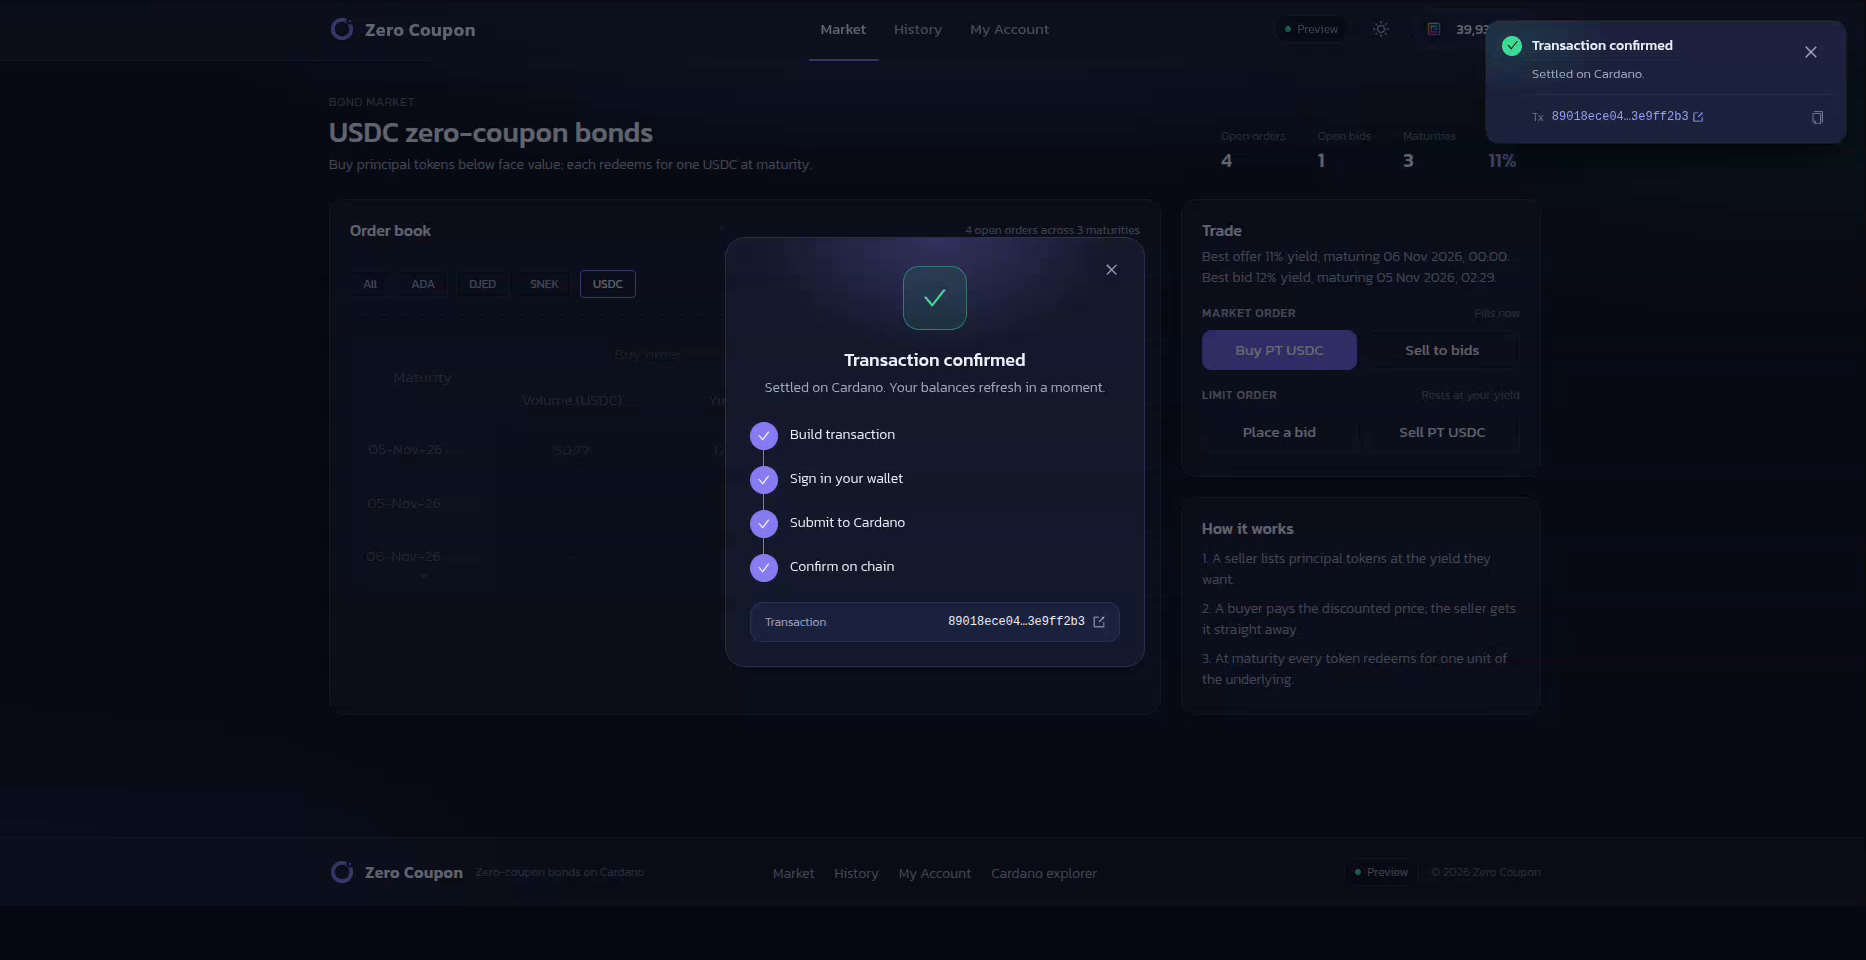 Zero Coupon
Market
History
My Account
Preview
Transaction confirmed
Settled on Cardano.
Tx 89018ece04…3e9ff2b3
BOND MARKET
USDC zero-coupon bonds
Buy principal tokens below face value; each redeems for one USDC at maturity.
Open orders
4
Open bids
1
Maturities
3
11%
Order book
4 open orders across 3 maturities
All
ADA
DJED
SNEK
USDC
Buy order
Maturity
Volume (USDC)
05-Nov-26
50.77
05-Nov-26
06-Nov-26
Transaction confirmed
Settled on Cardano. Your balances refresh in a moment.
Build transaction
Sign in your wallet
Submit to Cardano
Confirm on chain
Transaction 89018ece04…3e9ff2b3
Trade
Best offer 11% yield, maturing 06 Nov 2026, 00:00.
Best bid 12% yield, maturing 05 Nov 2026, 02:29.
MARKET ORDER
Fills now
Buy PT USDC
Sell to bids
LIMIT ORDER
Rests at your yield
Place a bid
Sell PT USDC
How it works
1. A seller lists principal tokens at the yield they
want.
2. A buyer pays the discounted price; the seller gets
it straight away.
3. At maturity every token redeems for one unit of
the underlying.
Zero Coupon
Zero-coupon bonds on Cardano
Market
History
My Account
Cardano explorer
Preview
© 2026 Zero Coupon